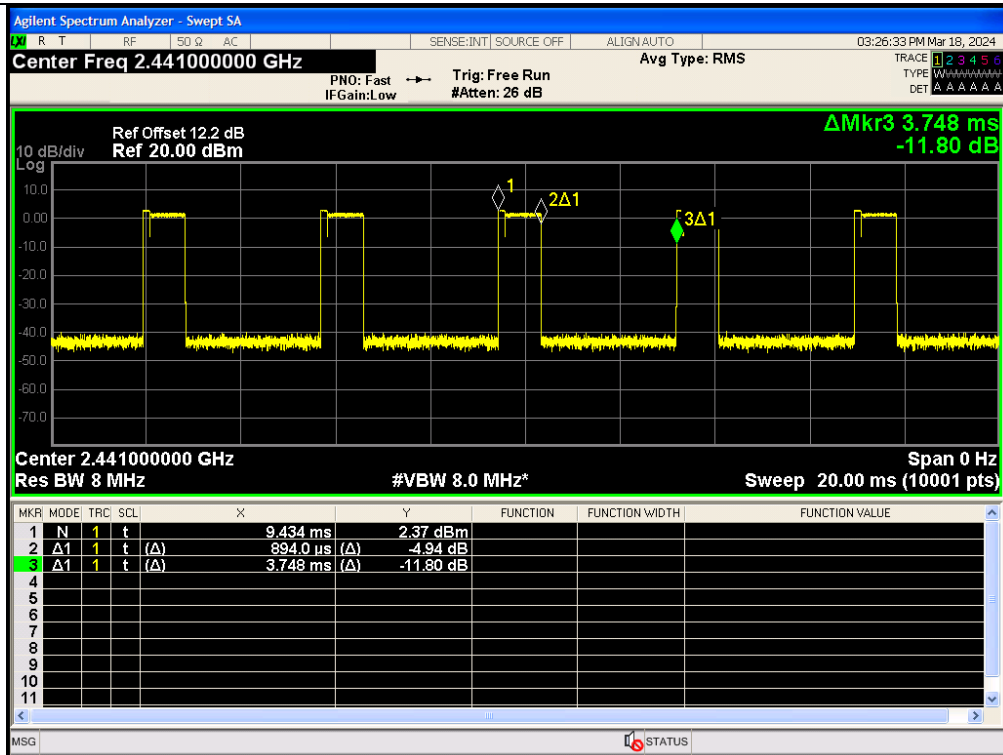 Agilent Spectrum Analyzer - Swept SA
LXI R T RF 50 Ω AC SENSE:INT SOURCE OFF ALIGN AUTO 03:26:33 PM Mar 18, 2024
Center Freq 2.441000000 GHz Avg Type: RMS TRACE 1 2 3 4 5 6
PNO: Fast Trig: Free Run TYPE W
IFGain:Low #Atten: 26 dB DET A A A A A A
ΔMkr3 3.748 ms
-11.80 dB
Ref Offset 12.2 dB
10 dB/div Ref 20.00 dBm
Log
10.0
0.00
-10.0
-20.0
-30.0
-40.0
-50.0
-60.0
-70.0
1
2Δ1
3Δ1
Center 2.441000000 GHz Span 0 Hz
Res BW 8 MHz #VBW 8.0 MHz* Sweep 20.00 ms (10001 pts)
MKR MODE TRC SCL X Y FUNCTION FUNCTION WIDTH FUNCTION VALUE
1 N 1 t 9.434 ms 2.37 dBm
2 Δ1 1 t (Δ) 894.0 µs (Δ) -4.94 dB
3 Δ1 1 t (Δ) 3.748 ms (Δ) -11.80 dB
4
5
6
7
8
9
10
11
MSG STATUS